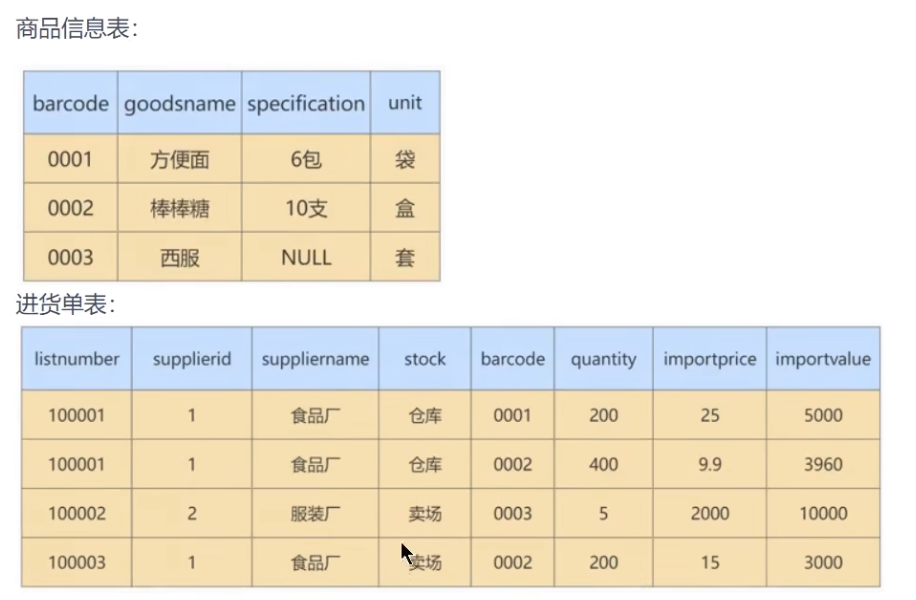 商品信息表：
barcode goodsname specification unit
0001 方便面 6包 袋
0002 棒棒糖 10支 盒
0003 西服 NULL 套
进货单表：
listnumber supplierid suppliername stock barcode quantity importprice importvalue
100001 1 食品厂 仓库 0001 200 25 5000
100001 1 食品厂 仓库 0002 400 9.9 3960
100002 2 服装厂 卖场 0003 5 2000 10000
100003 1 食品厂 卖场 0002 200 15 3000